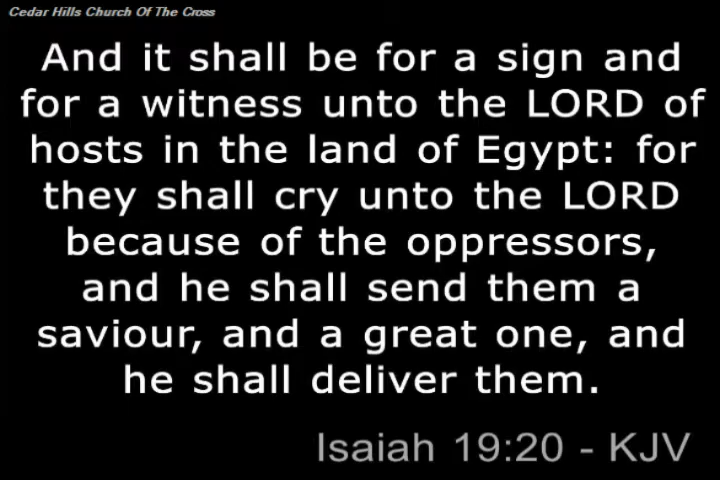 Cedar Hills Church Of The Cross
And it shall be for a sign and
for a witness unto the LORD of
hosts in the land of Egypt: for
they shall cry unto the LORD
because of the oppressors,
and he shall send them a
saviour, and a great one, and
he shall deliver them.
Isaiah 19:20 - KJV